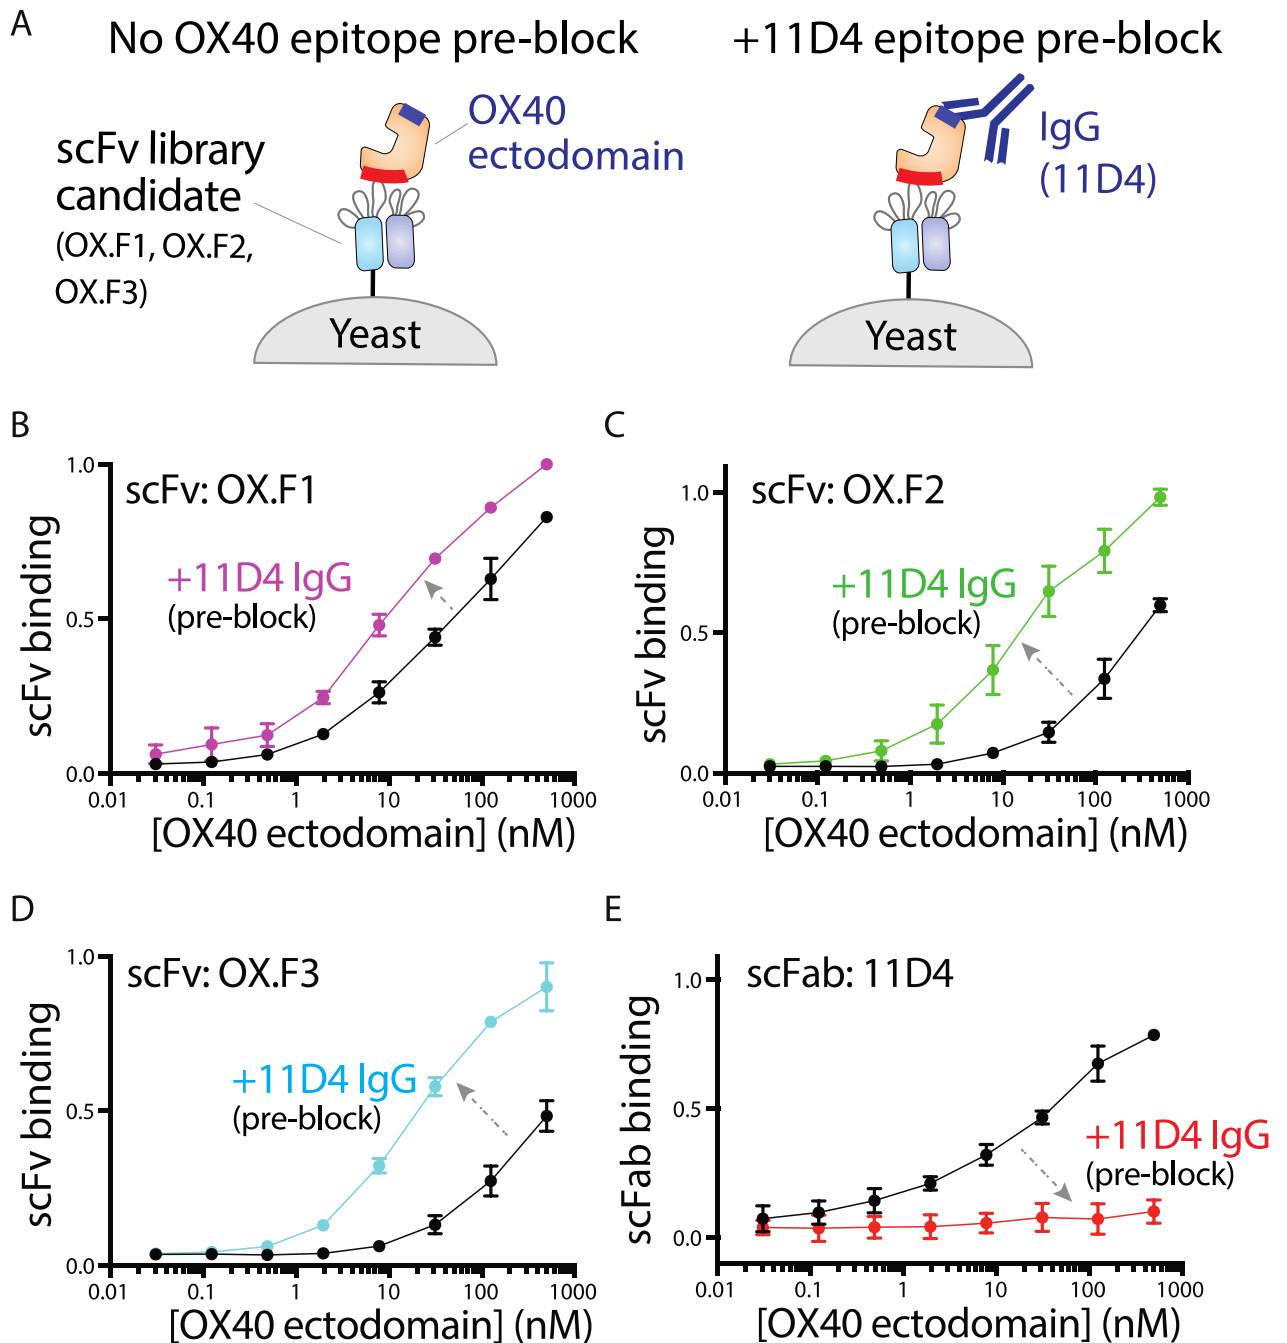 A
No OX40 epitope pre-block
+11D4 epitope pre-block
OX40
ectodomain
scFv library
candidate
(OX.F1, OX.F2,
OX.F3)
Yeast
IgG
(11D4)
Yeast
B
scFv: OX.F1
+11D4 IgG
(pre-block)
scFv binding
1.0
0.5
0.0
0.01 0.1 1 10 100 1000
[OX40 ectodomain] (nM)
C
scFv: OX.F2
+11D4 IgG
(pre-block)
scFv binding
1.0
0.5
0.0
0.01 0.1 1 10 100 1000
[OX40 ectodomain] (nM)
D
scFv: OX.F3
+11D4 IgG
(pre-block)
scFv binding
1.0
0.5
0.0
0.01 0.1 1 10 100 1000
[OX40 ectodomain] (nM)
E
scFab: 11D4
+11D4 IgG
(pre-block)
scFab binding
1.0
0.5
0.0
0.01 0.1 1 10 100 1000
[OX40 ectodomain] (nM)